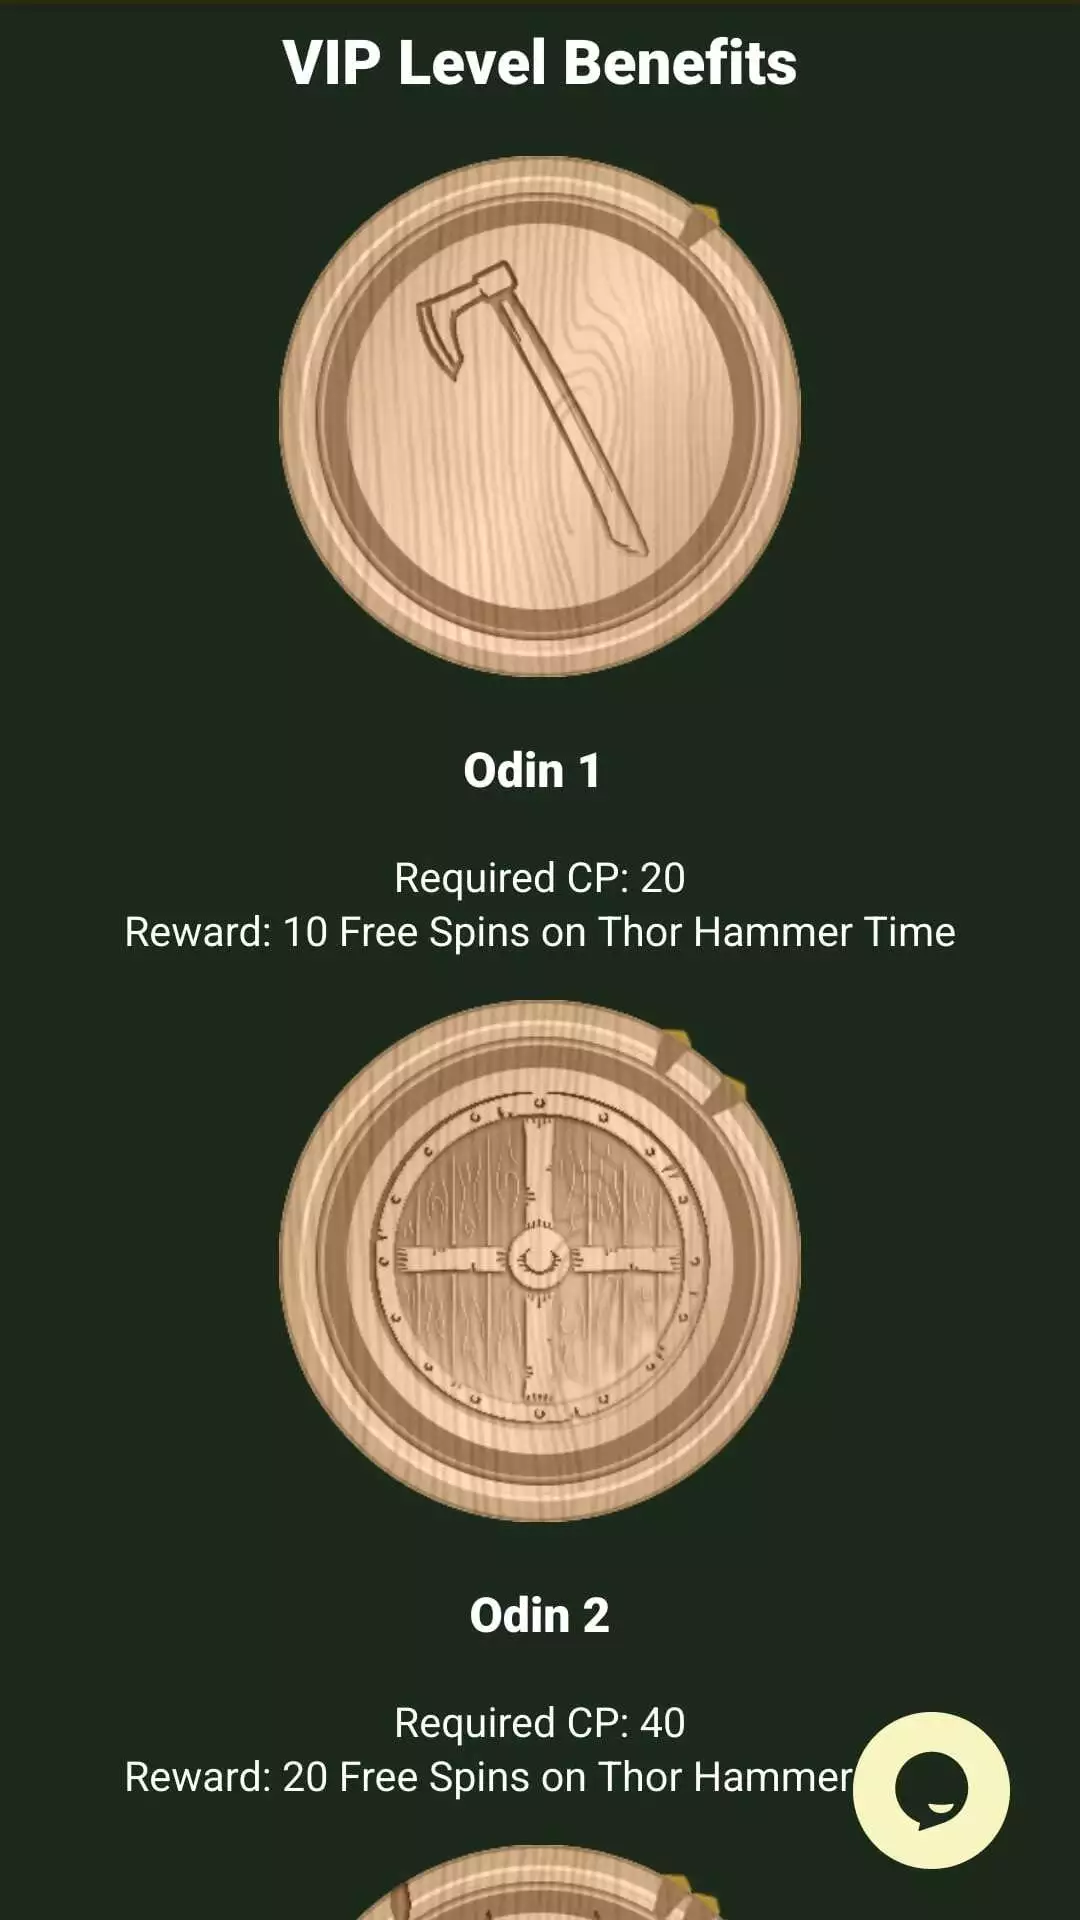 VIP Level Benefits
Odin 1
Required CP: 20
Reward: 10 Free Spins on Thor Hammer Time
Odin 2
Required CP: 40
Reward: 20 Free Spins on Thor Hammer